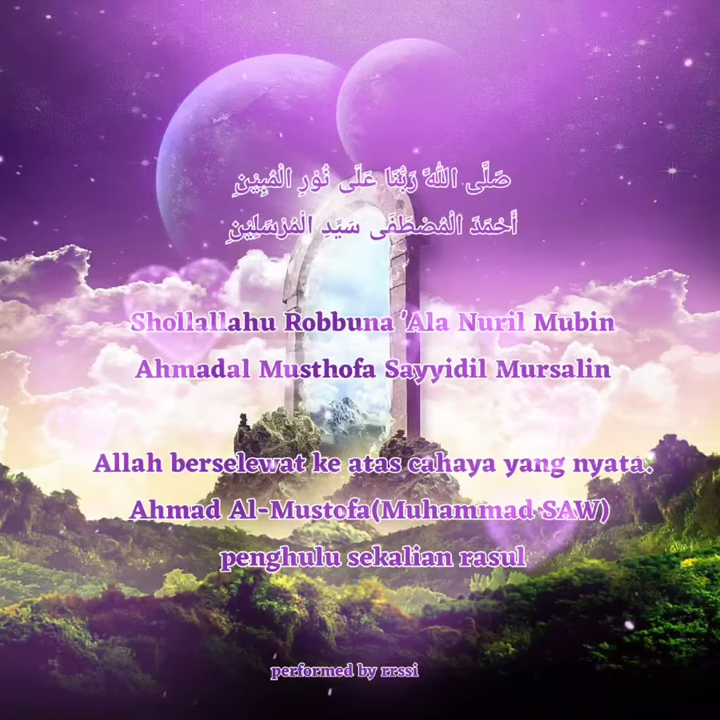 صَلَّى اللهُ رَبُّنَا عَلَى نُوْرِ الْمُبِيْنِ
أَحْمَدَ الْمُصْطَفَى سَيِّدِ الْمُرْسَلِيْنِ
Shollallahu Robbuna 'Ala Nuril Mubin
Ahmadal Musthofa Sayyidil Mursalin
Allah berselewat ke atas cahaya yang nyata.
Ahmad Al-Mustofa(Muhammad SAW)
penghulu sekalian rasul
performed by rrssi